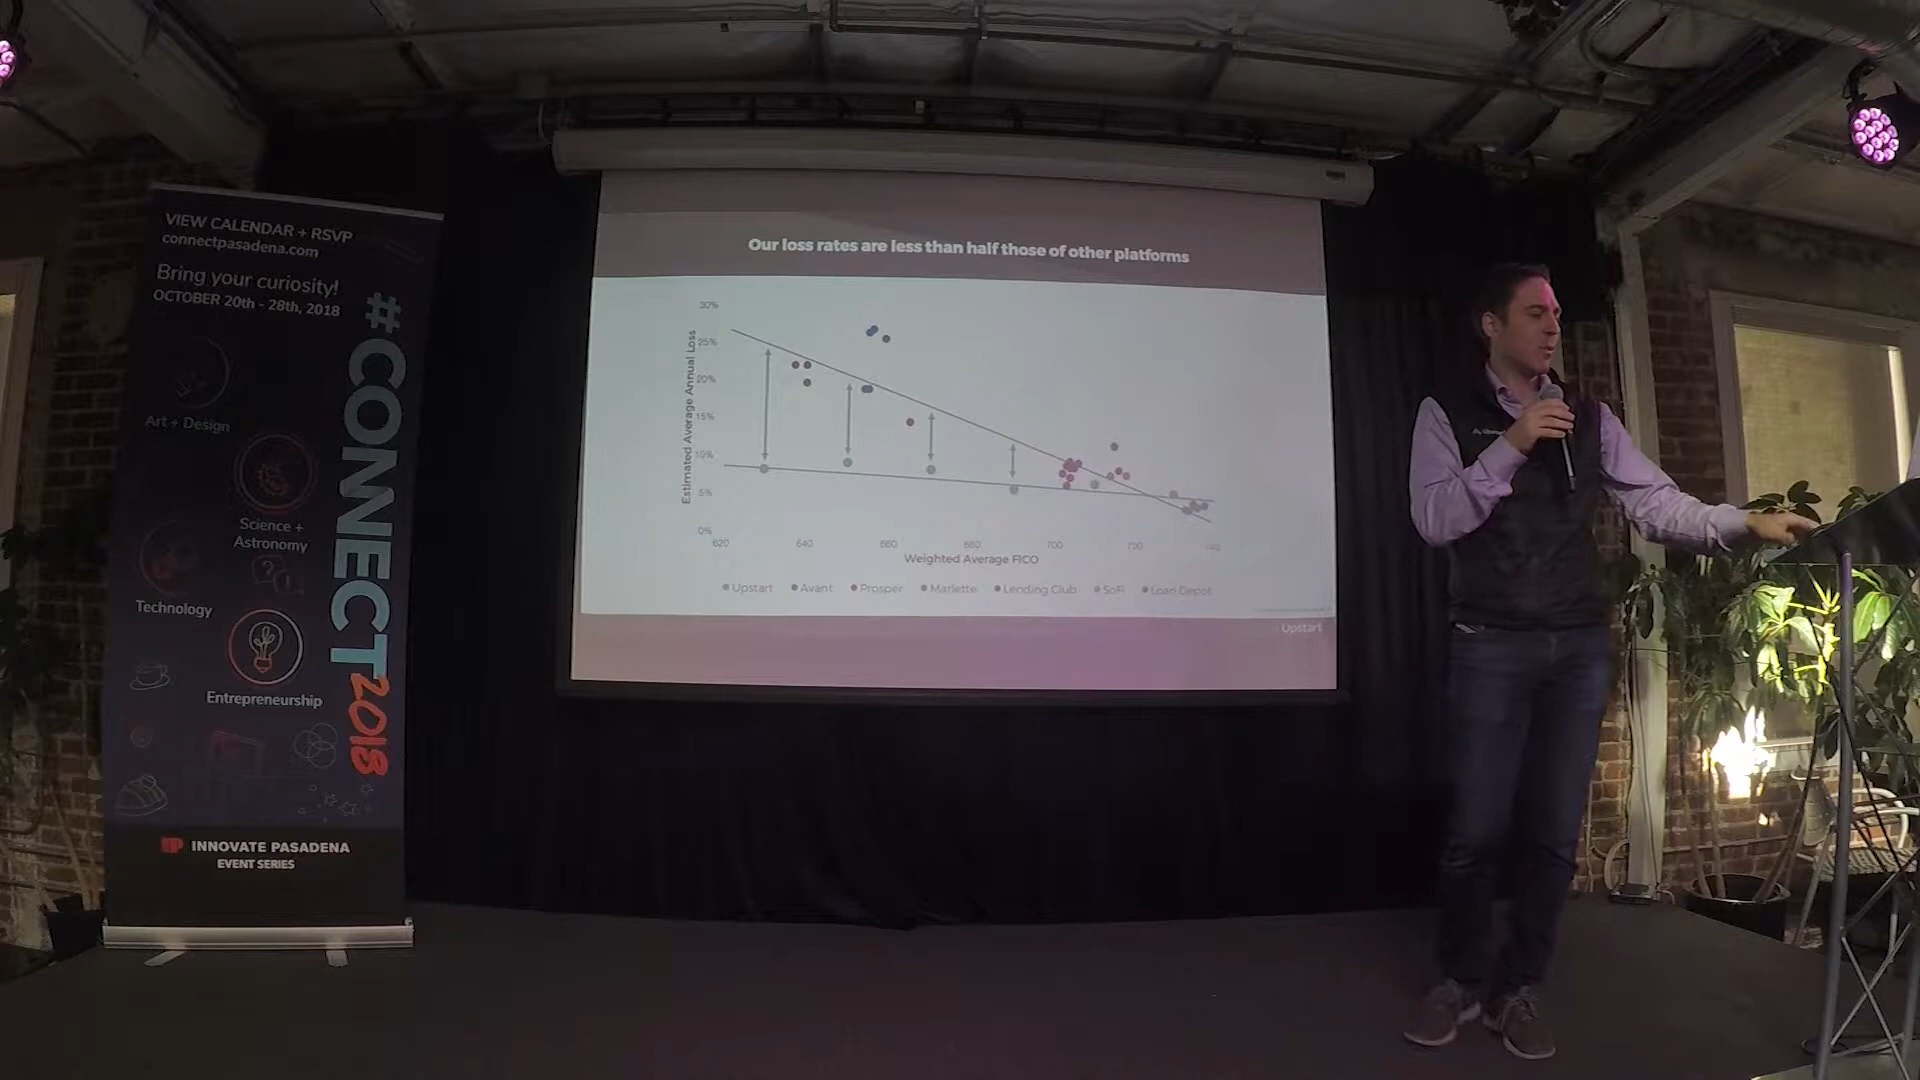 VIEW CALENDAR + RSVP
connectpasadena.com
Bring your curiosity!
OCTOBER 20th - 28th, 2018
#CONNECT2018
Art + Design
Science +
Astronomy
Technology
Entrepreneurship
INNOVATE PASADENA
EVENT SERIES
Our loss rates are less than half those of other platforms
Estimated Average Annual Loss
30%
25%
20%
15%
10%
5%
0%
620 640 660 680 700 720 740
Weighted Average FICO
Upstart Avant Prosper Marlette Lending Club SoFi Loan Depot
Upstart